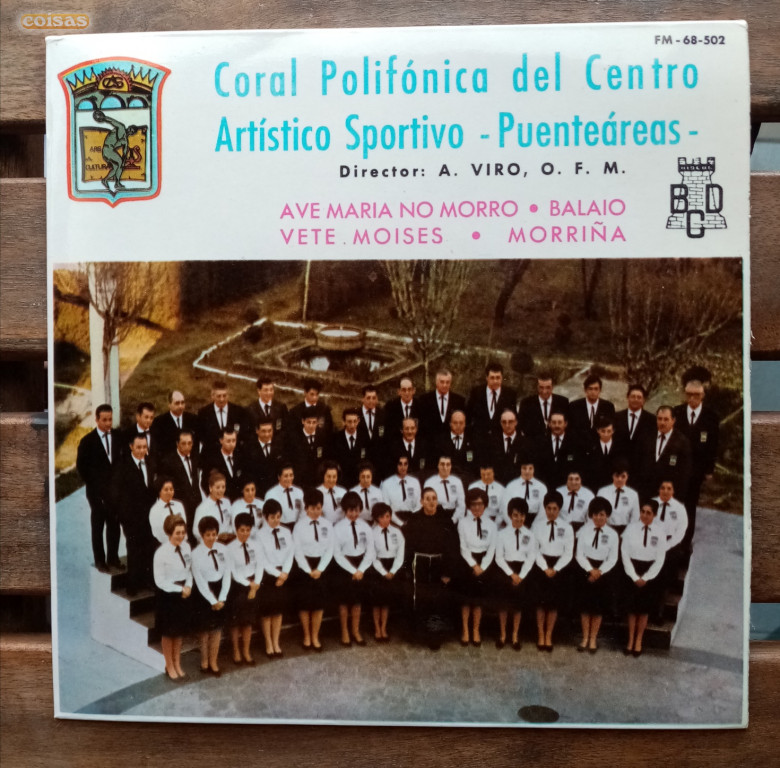 coisas
FM-68-502
Coral Polifónica del Centro
Artístico Sportivo - Puenteáreas -
Director: A. VIRO, O. F. M.
AVE MARIA NO MORRO • BALAIO
VETE MOISES • MORRIÑA
BCD